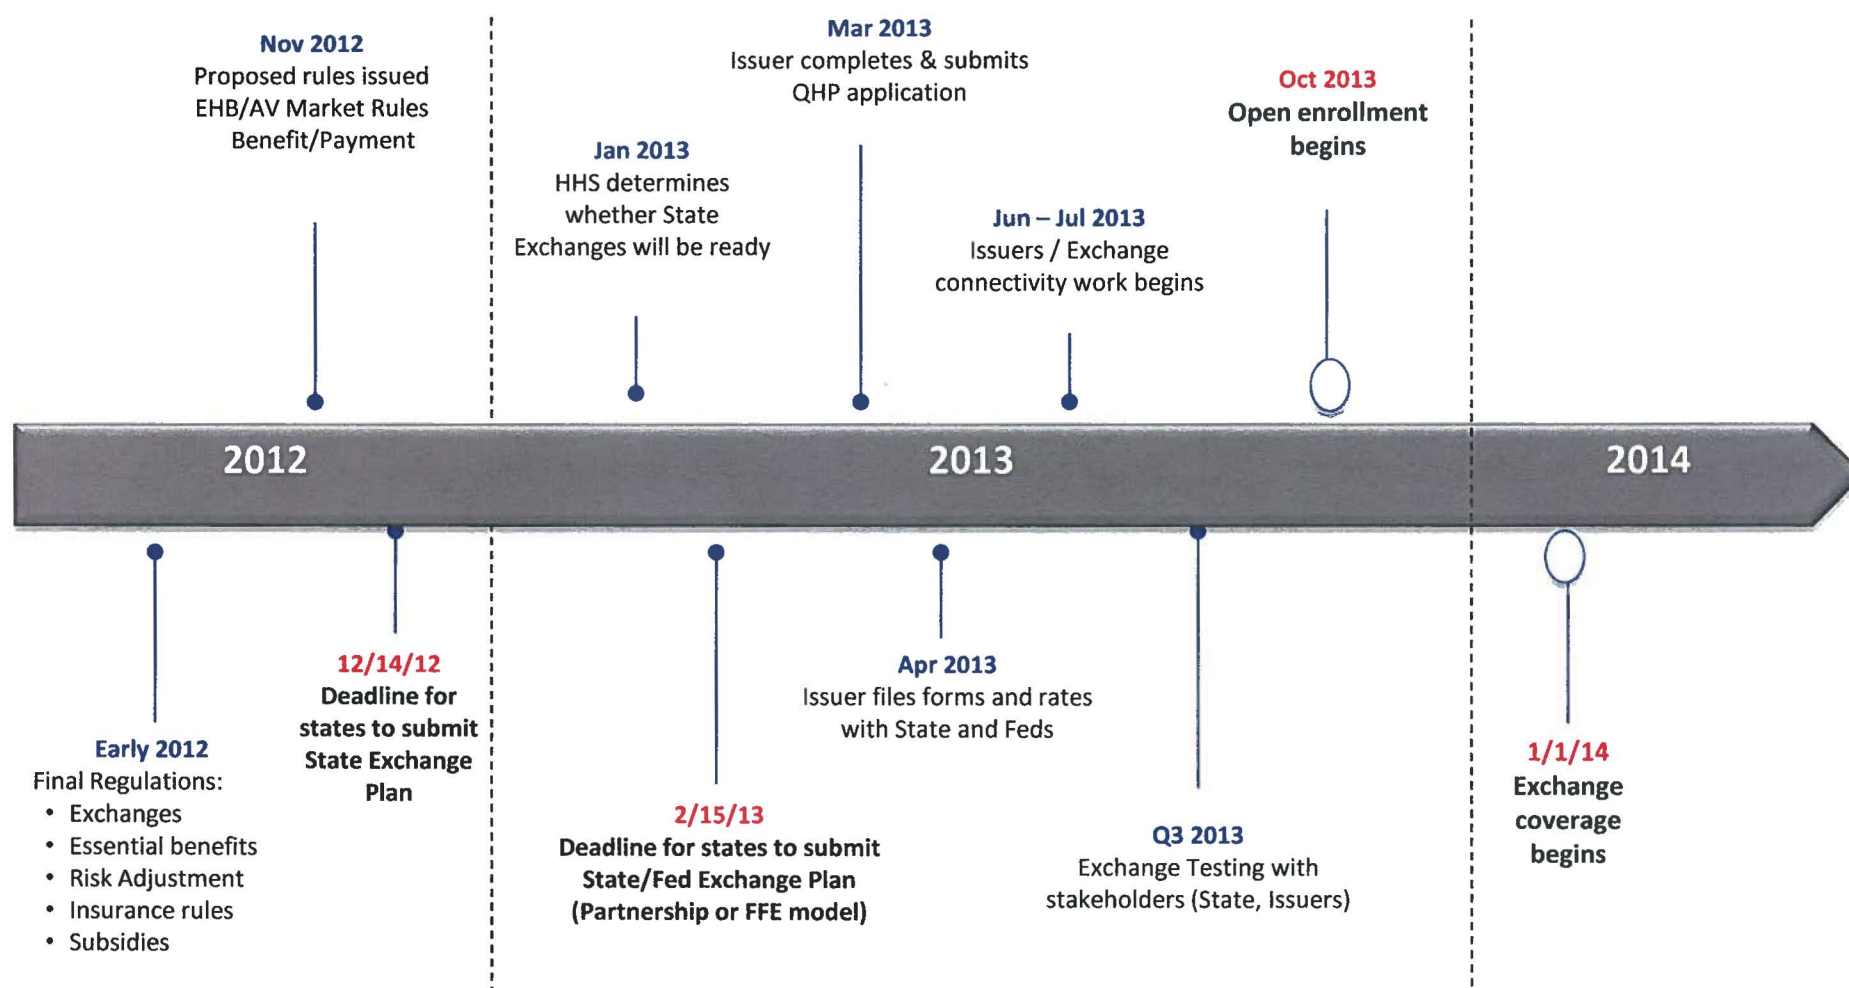 Nov 2012
Proposed rules issued
EHB/AV Market Rules
Benefit/Payment
Jan 2013
HHS determines
whether State
Exchanges will be ready
Mar 2013
Issuer completes & submits
QHP application
Jun – Jul 2013
Issuers / Exchange
connectivity work begins
Oct 2013
Open enrollment
begins
2012
2013
2014
Early 2012
Final Regulations:
• Exchanges
• Essential benefits
• Risk Adjustment
• Insurance rules
• Subsidies
12/14/12
Deadline for
states to submit
State Exchange
Plan
2/15/13
Deadline for states to submit
State/Fed Exchange Plan
(Partnership or FFE model)
Apr 2013
Issuer files forms and rates
with State and Feds
Q3 2013
Exchange Testing with
stakeholders (State, Issuers)
1/1/14
Exchange
coverage
begins